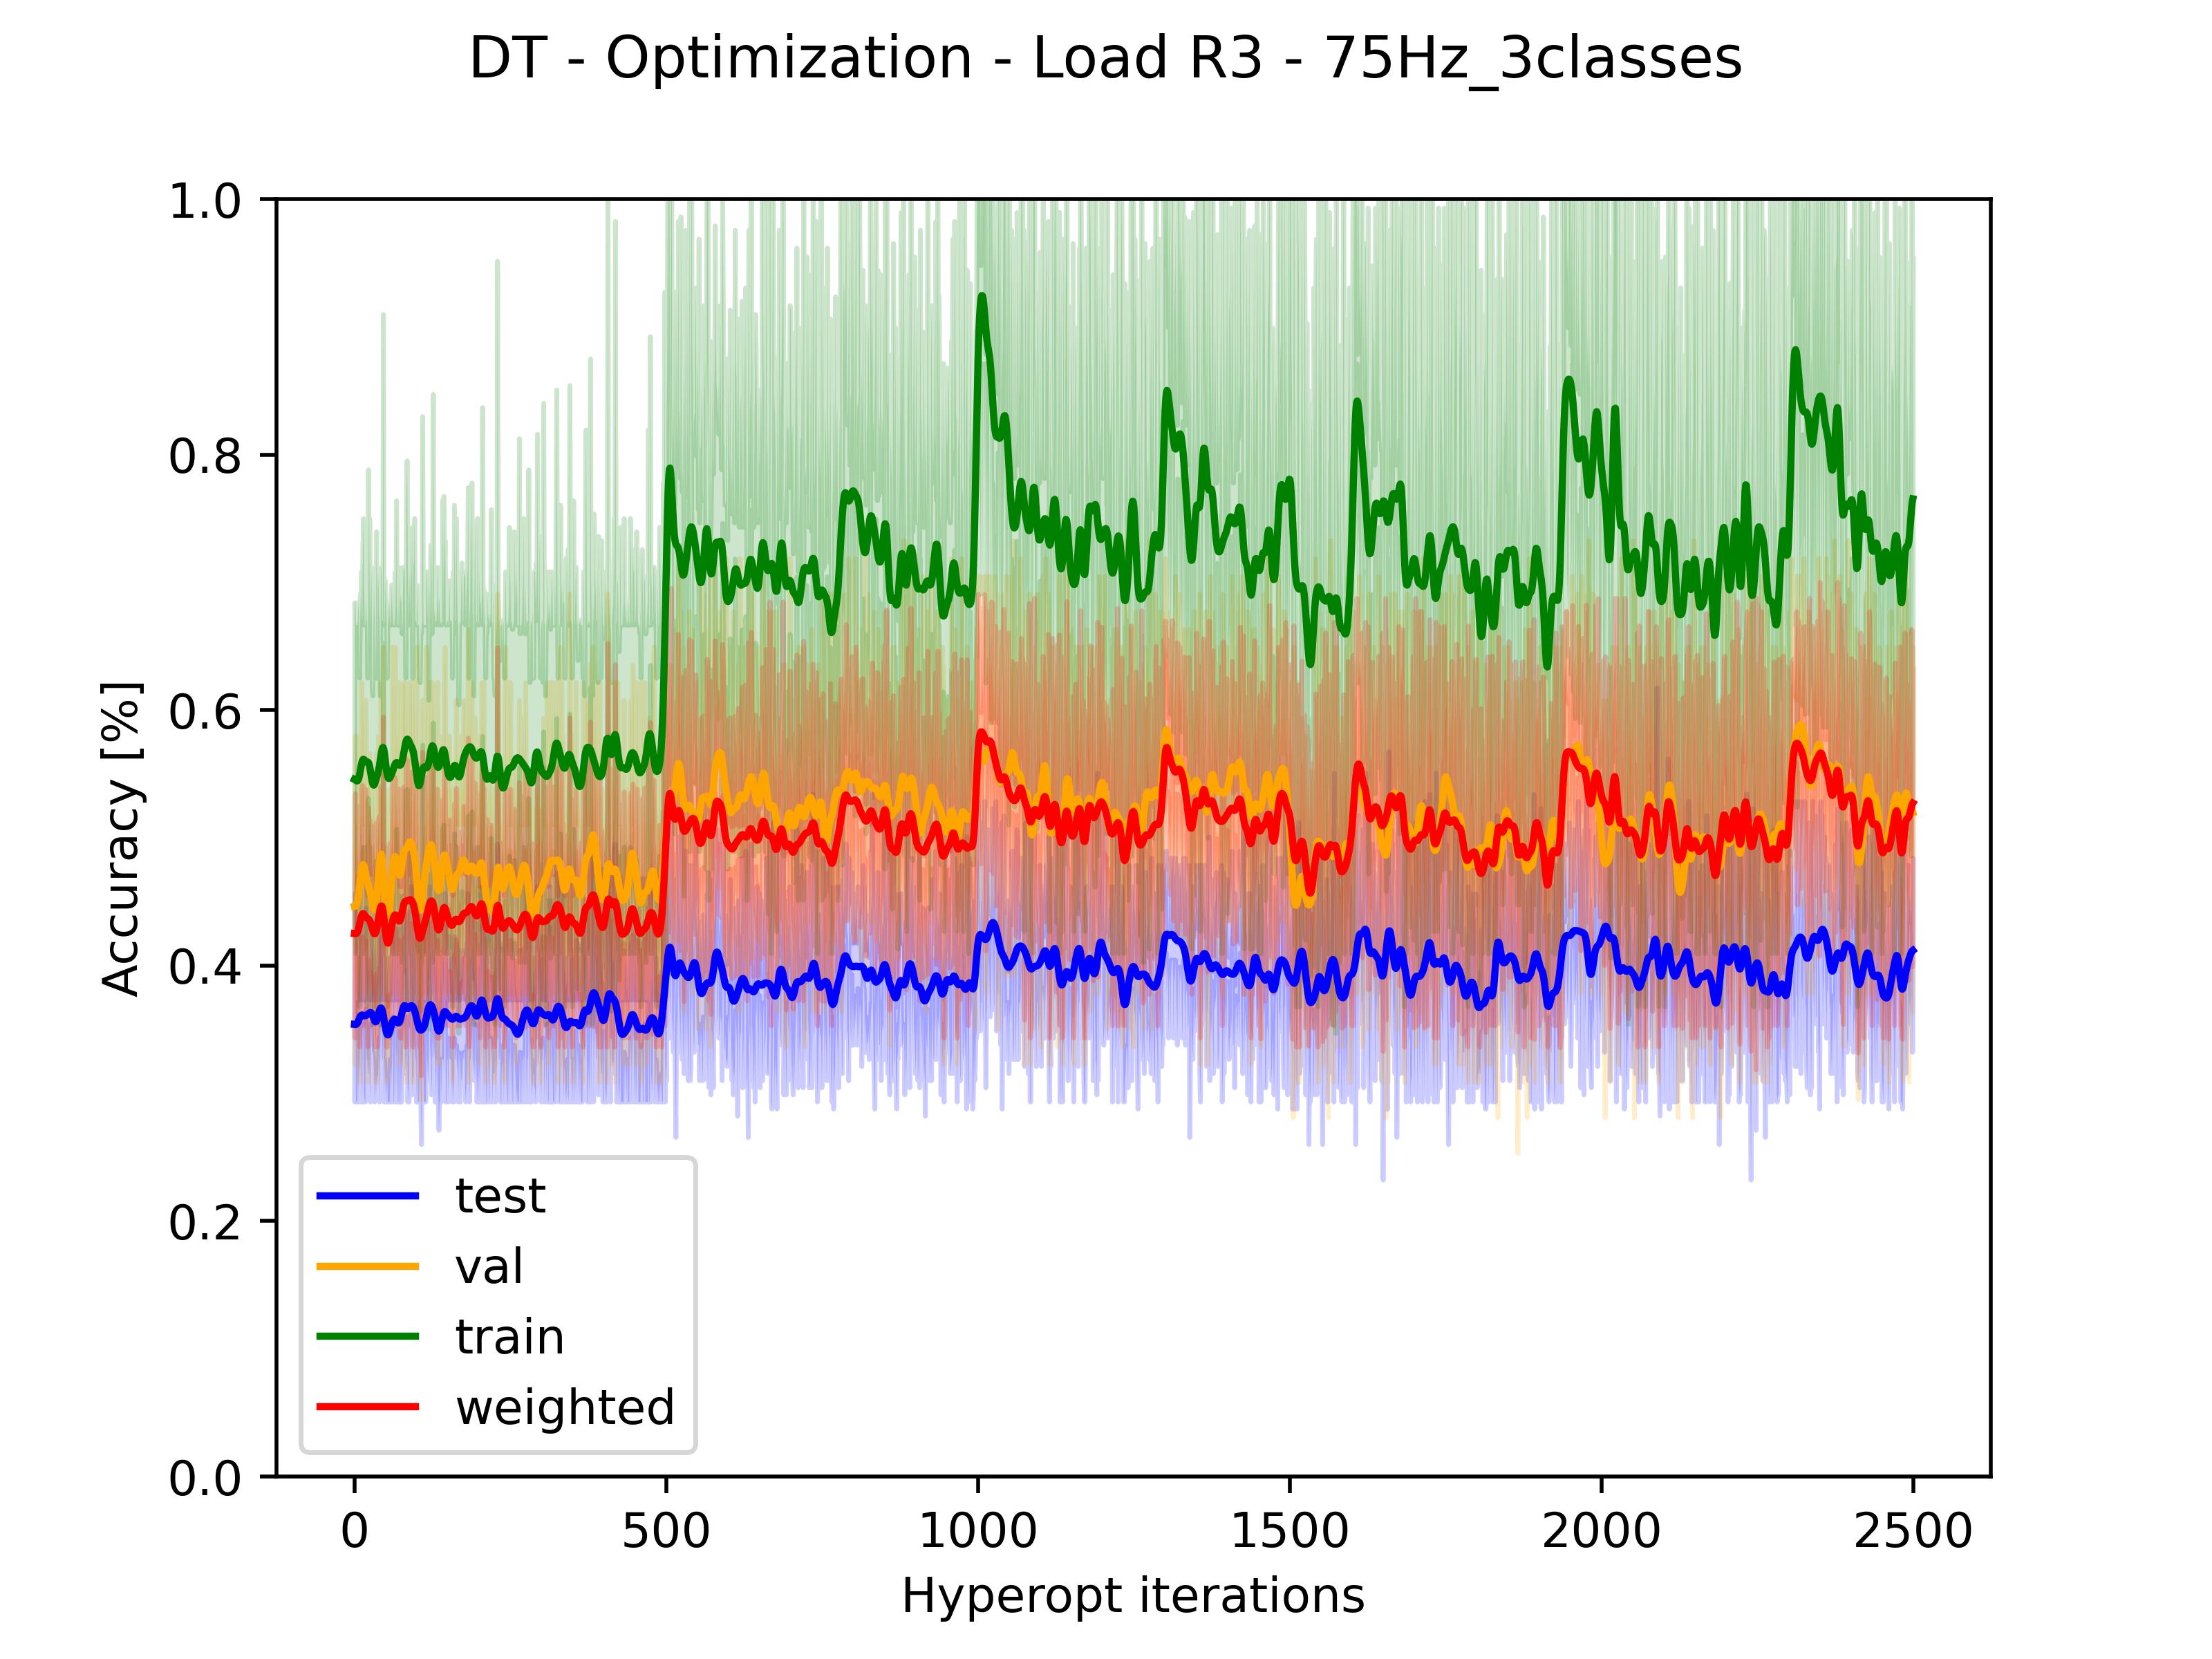 DT - Optimization - Load R3 - 75Hz_3classes
1.0
0.8
0.6
0.4
0.2
0.0
Accuracy [%]
test
val
train
weighted
0 500 1000 1500 2000 2500
Hyperopt iterations